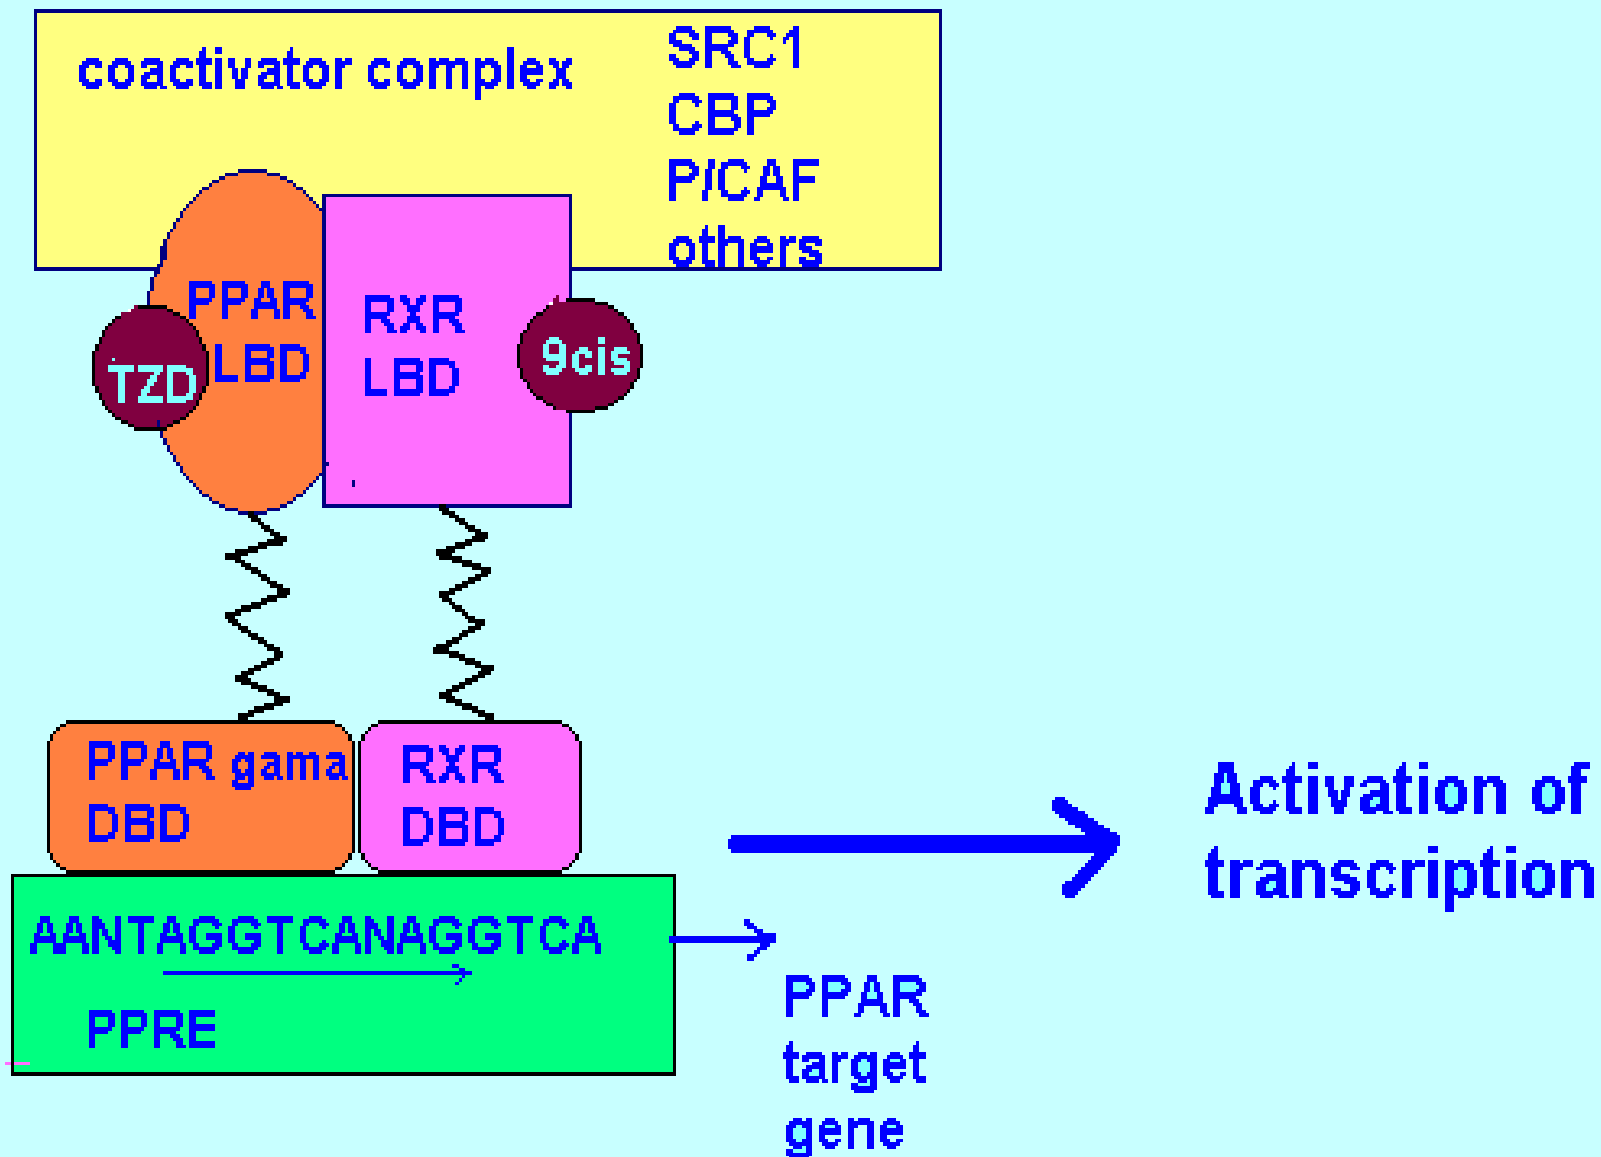 coactivator complex
SRC1
CBP
P/CAF
others
PPAR
LBD
RXR
LBD
TZD
9cis
PPAR gama
DBD
RXR
DBD
AANTAGGTCANAGGTCA
PPRE
PPAR
target
gene
Activation of
transcription